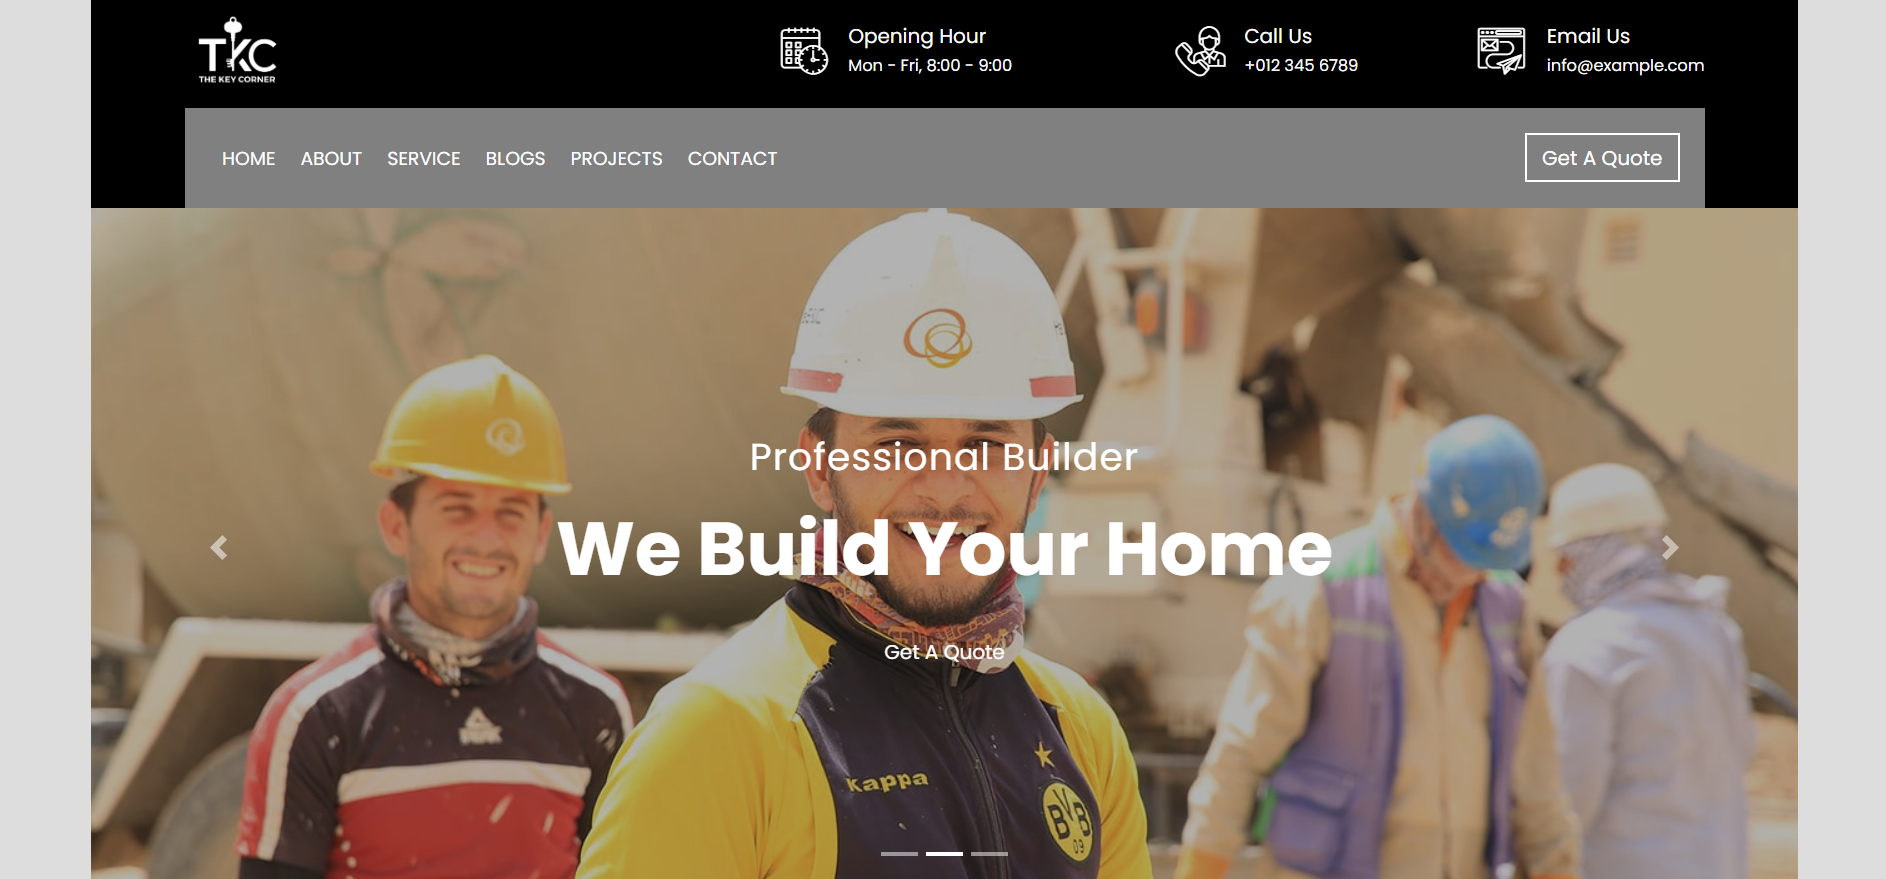 TKC
THE KEY CORNER
Opening Hour
Mon - Fri, 8:00 - 9:00
Call Us
+012 345 6789
Email Us
info@example.com
HOME ABOUT SERVICE BLOGS PROJECTS CONTACT
Get A Quote
Professional Builder
We Build Your Home
Get A Quote
Kappa
BVB
09